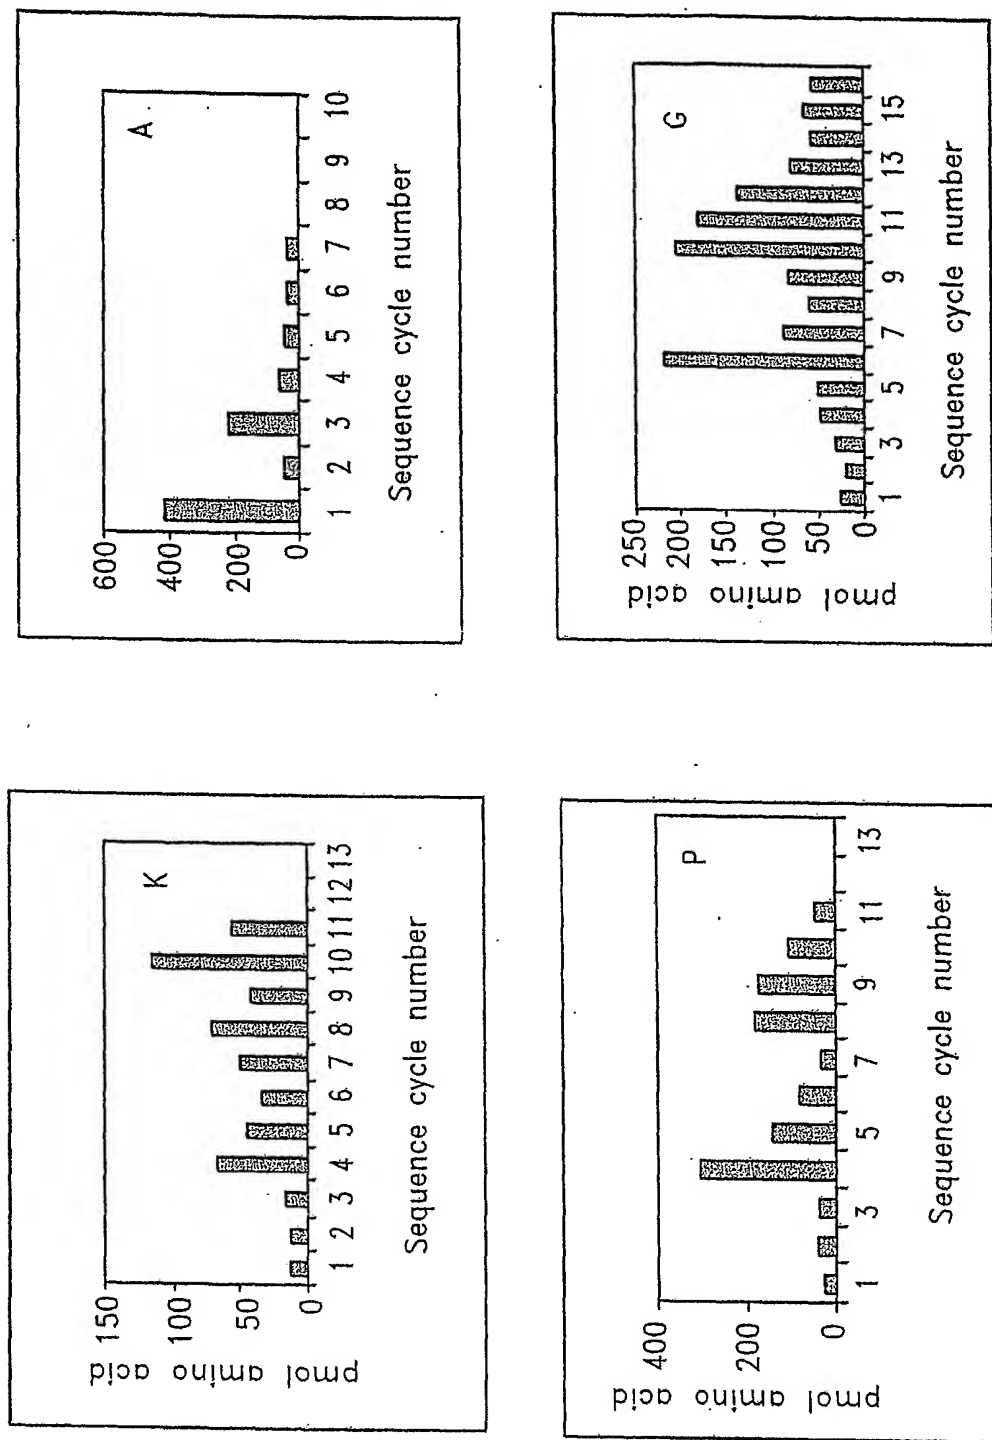 pmol amino acid
150
100
50
0
K
1 2 3 4 5 6 7 8 9 10 11 12 13
Sequence cycle number
600
400
200
0
A
1 2 3 4 5 6 7 8 9 10
Sequence cycle number
pmol amino acid
400
200
0
P
1 3 5 7 9 11 13
Sequence cycle number
pmol amino acid
250
200
150
100
50
0
G
1 3 5 7 9 11 13 15
Sequence cycle number